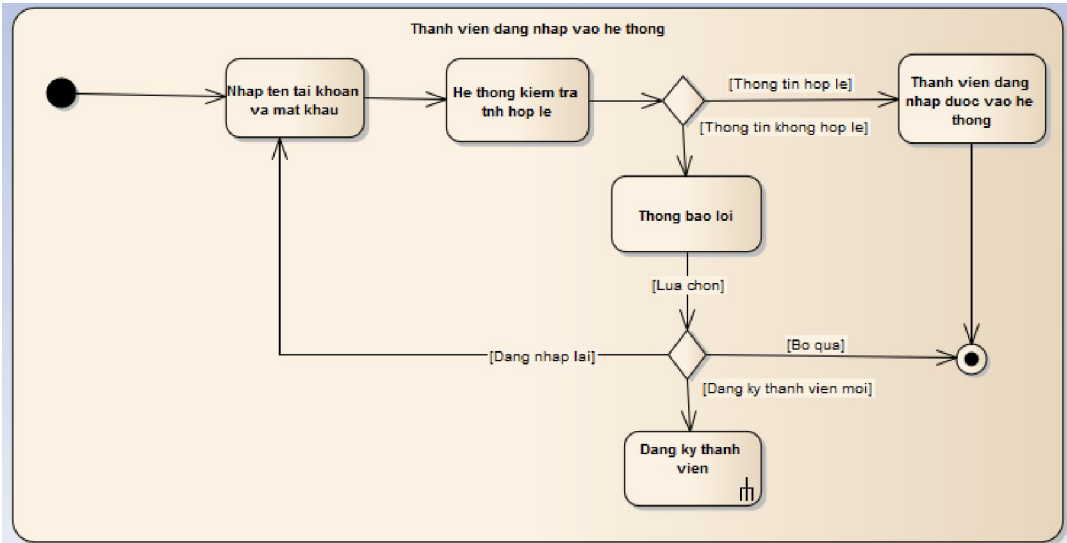 Thanh vien dang nhap vao he thong
Nhap ten tai khoan
va mat khau
He thong kiem tra
tnh hop le
[Thong tin hop le]
[Thong tin khong hop le]
Thanh vien dang
nhap duoc vao he
thong
Thong bao loi
[Lua chon]
[Dang nhap lai]
[Bo qua]
[Dang ky thanh vien moi]
Dang ky thanh
vien